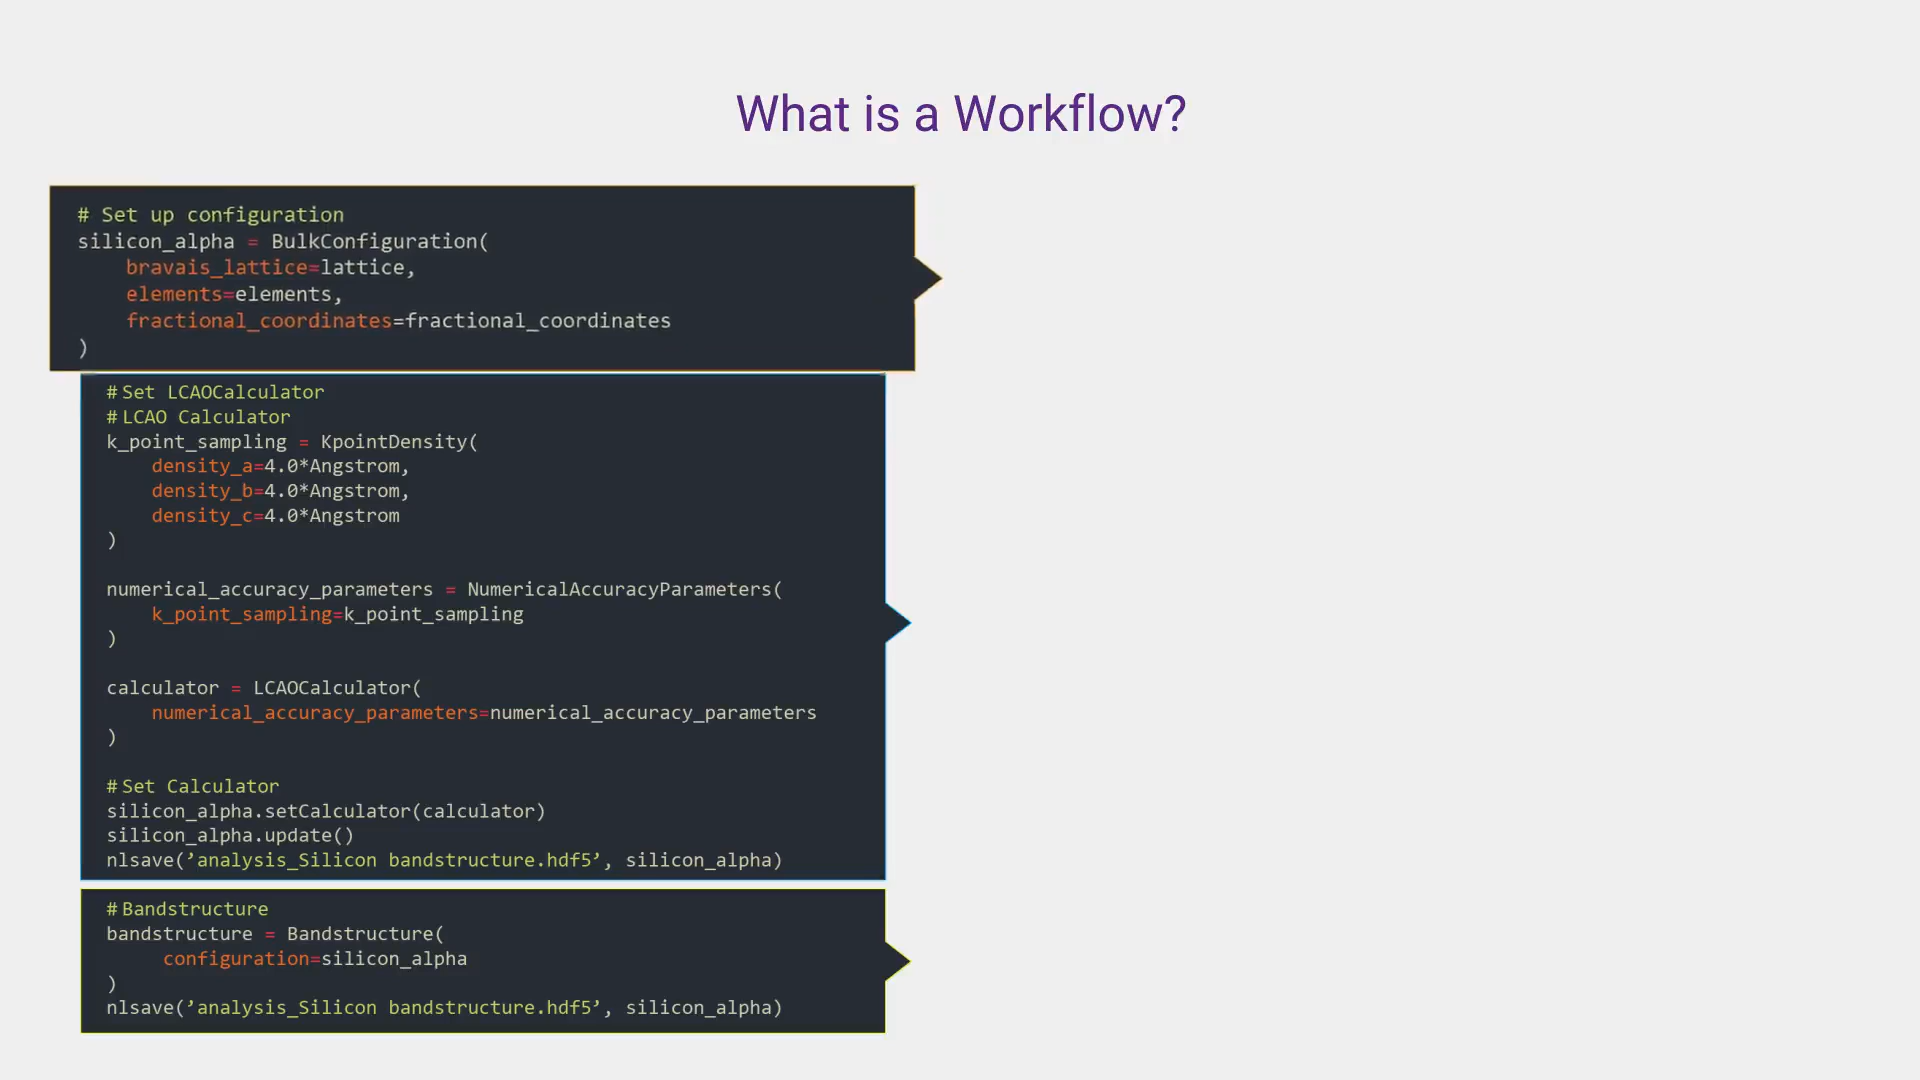 What is a Workflow?
# Set up configuration
silicon_alpha = BulkConfiguration(
    bravais_lattice=lattice,
    elements=elements,
    fractional_coordinates=fractional_coordinates
)
#Set LCAOCalculator
#LCAO Calculator
k_point_sampling = KpointDensity(
    density_a=4.0*Angstrom,
    density_b=4.0*Angstrom,
    density_c=4.0*Angstrom
)
numerical_accuracy_parameters = NumericalAccuracyParameters(
    k_point_sampling=k_point_sampling
)
calculator = LCAOCalculator(
    numerical_accuracy_parameters=numerical_accuracy_parameters
)
#Set Calculator
silicon_alpha.setCalculator(calculator)
silicon_alpha.update()
nlsave(’analysis_Silicon bandstructure.hdf5’, silicon_alpha)
#Bandstructure
bandstructure = Bandstructure(
     configuration=silicon_alpha
)
nlsave(’analysis_Silicon bandstructure.hdf5’, silicon_alpha)